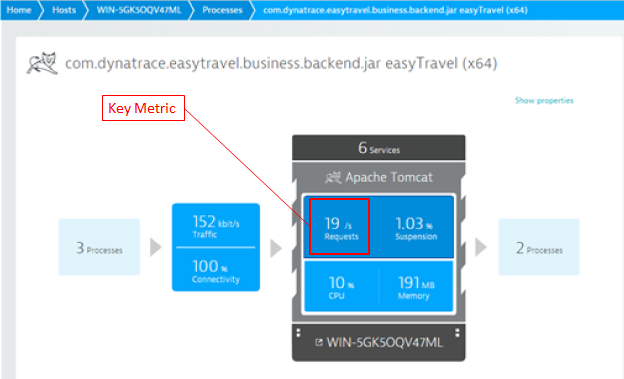 Home Hosts WIN-5GK5OQV47ML Processes com.dynatrace.easytravel.business.backend.jar easyTravel (x64)
com.dynatrace.easytravel.business.backend.jar easyTravel (x64)
Show properties
Key Metric
6 Services
Apache Tomcat
3 Processes
152 kbit/s
Traffic
100 %
Connectivity
19 /s
Requests
1.03 %
Suspension
10 %
CPU
191 MB
Memory
2 Processes
WIN-5GK5OQV47ML